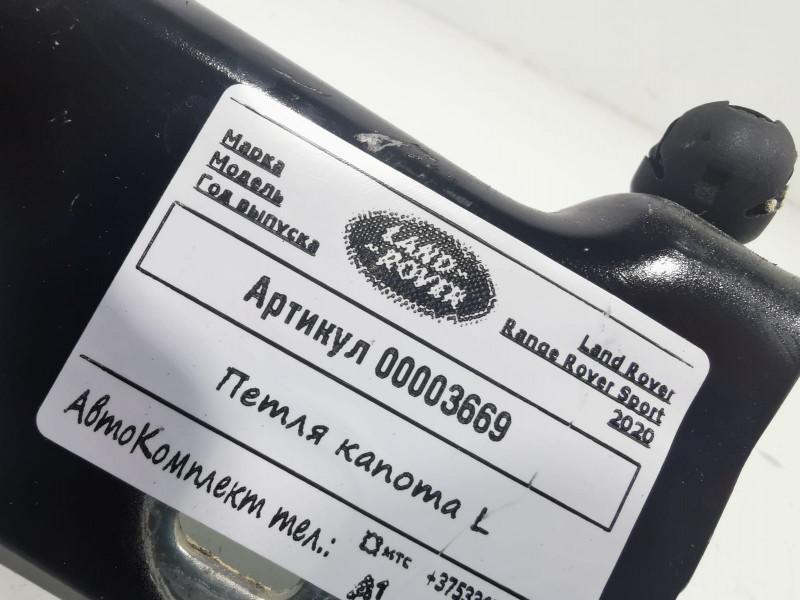 Марка
Модель
Год выпуска
LAND
ROVER
Land Rover
Range Rover Sport
2020
Артикул 00003669
Петля капота L
АвтоКомплект тел.:
мтс
A1